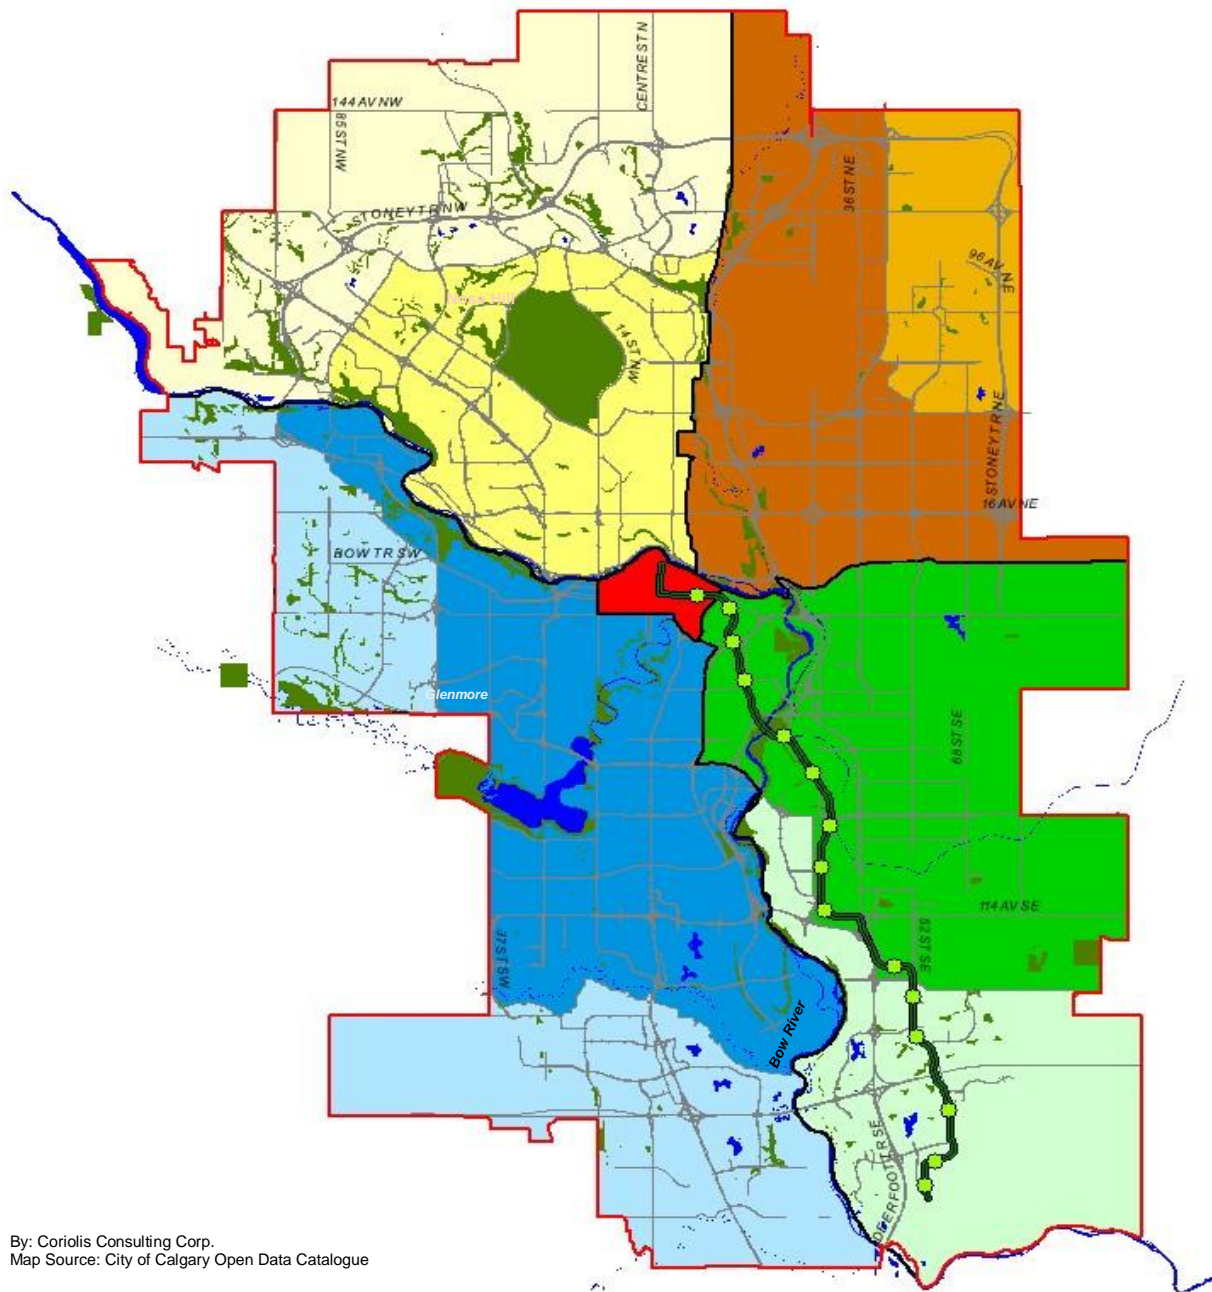 CENTRE ST N
144 AV NW
85 ST NW
36 ST NE
STONEY TR NW
96 AV NE
Nose Hill
14 ST NW
STONEY TR NE
16 AV NE
BOW TR SW
Glenmore
68 ST SE
114 AV SE
52 ST SE
37 ST SW
Bow River
DEERFOOT TR SE
By: Coriolis Consulting Corp.
Map Source: City of Calgary Open Data Catalogue